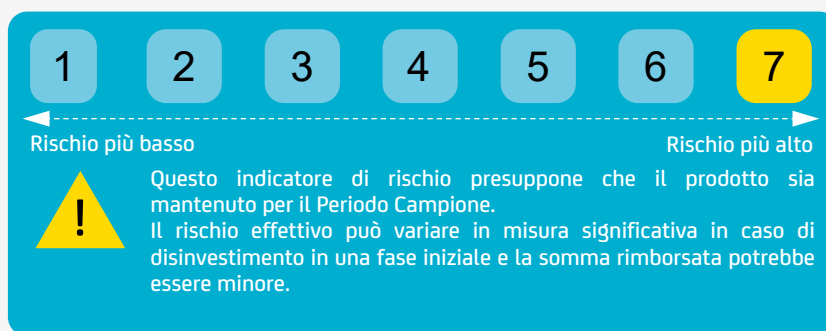 1 2 3 4 5 6 7
Rischio più basso Rischio più alto
!
Questo indicatore di rischio presuppone che il prodotto sia
mantenuto per il Periodo Campione.
Il rischio effettivo può variare in misura significativa in caso di
disinvestimento in una fase iniziale e la somma rimborsata potrebbe
essere minore.